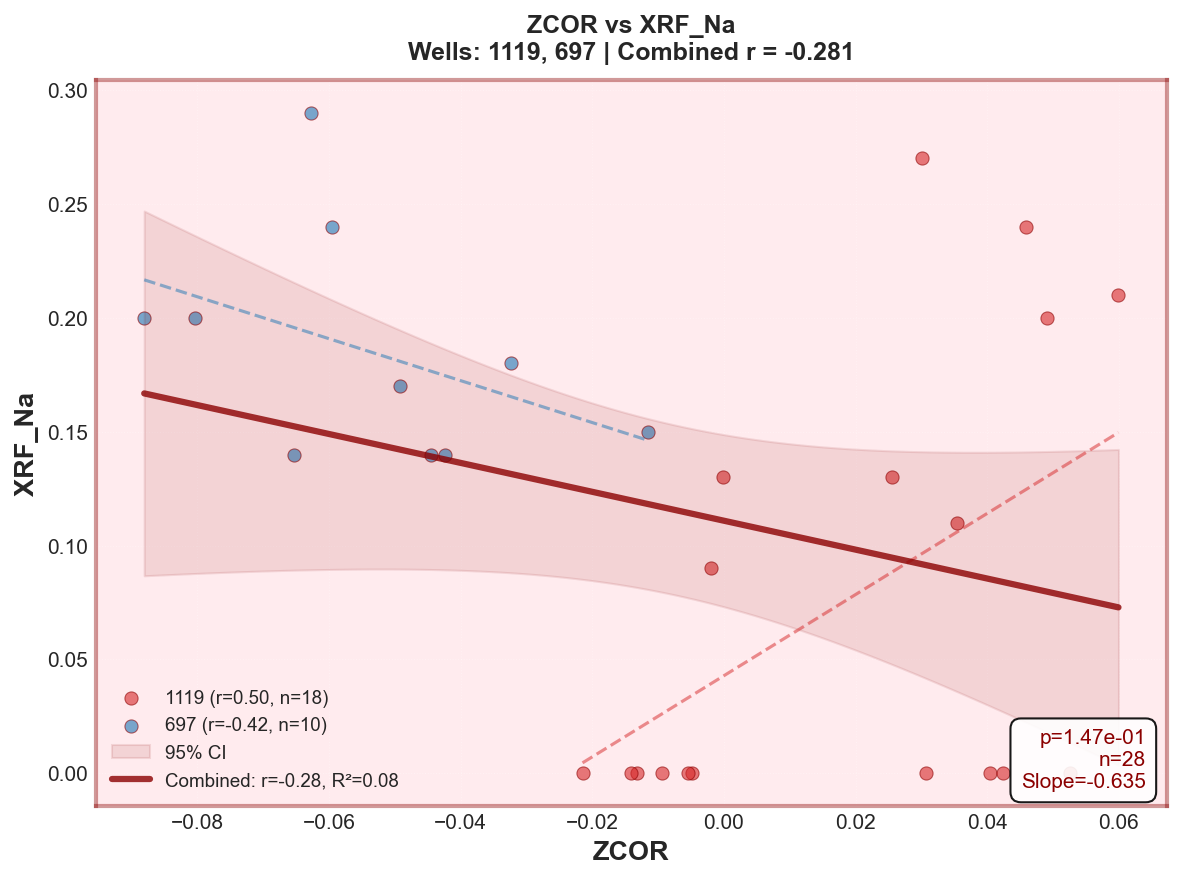 ZCOR vs XRF_Na
Wells: 1119, 697 | Combined r = -0.281
XRF_Na
0.30
0.25
0.20
0.15
0.10
0.05
0.00
1119 (r=0.50, n=18)
697 (r=-0.42, n=10)
95% CI
Combined: r=-0.28, R²=0.08
p=1.47e-01
n=28
Slope=-0.635
−0.08
−0.06
−0.04
−0.02
0.00
0.02
0.04
0.06
ZCOR